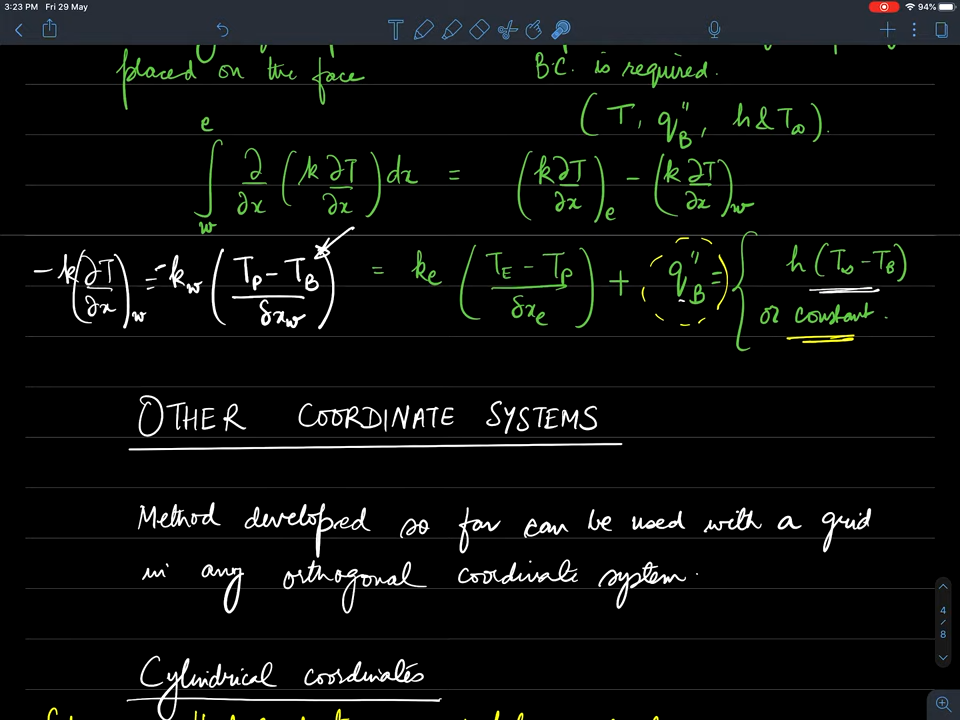 3:23 PM Fri 29 May
94%
placed on the face
B.C. is required.
(T, q"_B, h & T∞).
∫_w^e ∂/∂x (k ∂T/∂x) dx = (k ∂T/∂x)_e − (k ∂T/∂x)_w
−k(∂T/∂x)_w = −k_w (T_P − T_B / δx_w) = k_e (T_E − T_P / δx_e) + q"_B = { h (T∞ − T_B)
or constant.
OTHER COORDINATE SYSTEMS
Method developed so far can be used with a grid
in any orthogonal coordinate system.
Cylindrical coordinates
4
/
8